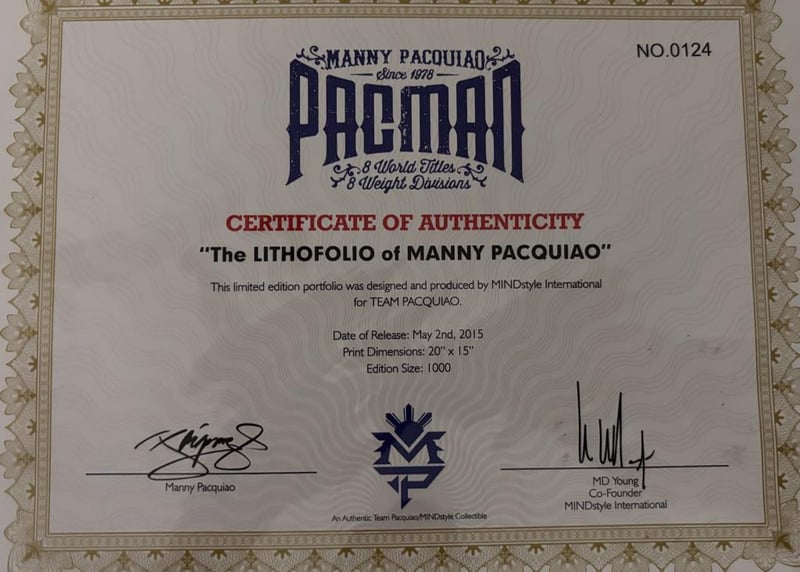 NO.0124
MANNY PACQUIAO
Since 1978
PACMAN
8 World Titles
8 Weight Divisions
CERTIFICATE OF AUTHENTICITY
"The LITHOFOLIO of MANNY PACQUIAO"
This limited edition portfolio was designed and produced by MINDstyle International
for TEAM PACQUIAO.
Date of Release: May 2nd, 2015
Print Dimensions: 20" x 15"
Edition Size: 1000
Manny Pacquiao
MP
MD Young
Co-Founder
MINDstyle International
An Authentic Team Pacquiao/MINDstyle Collectible